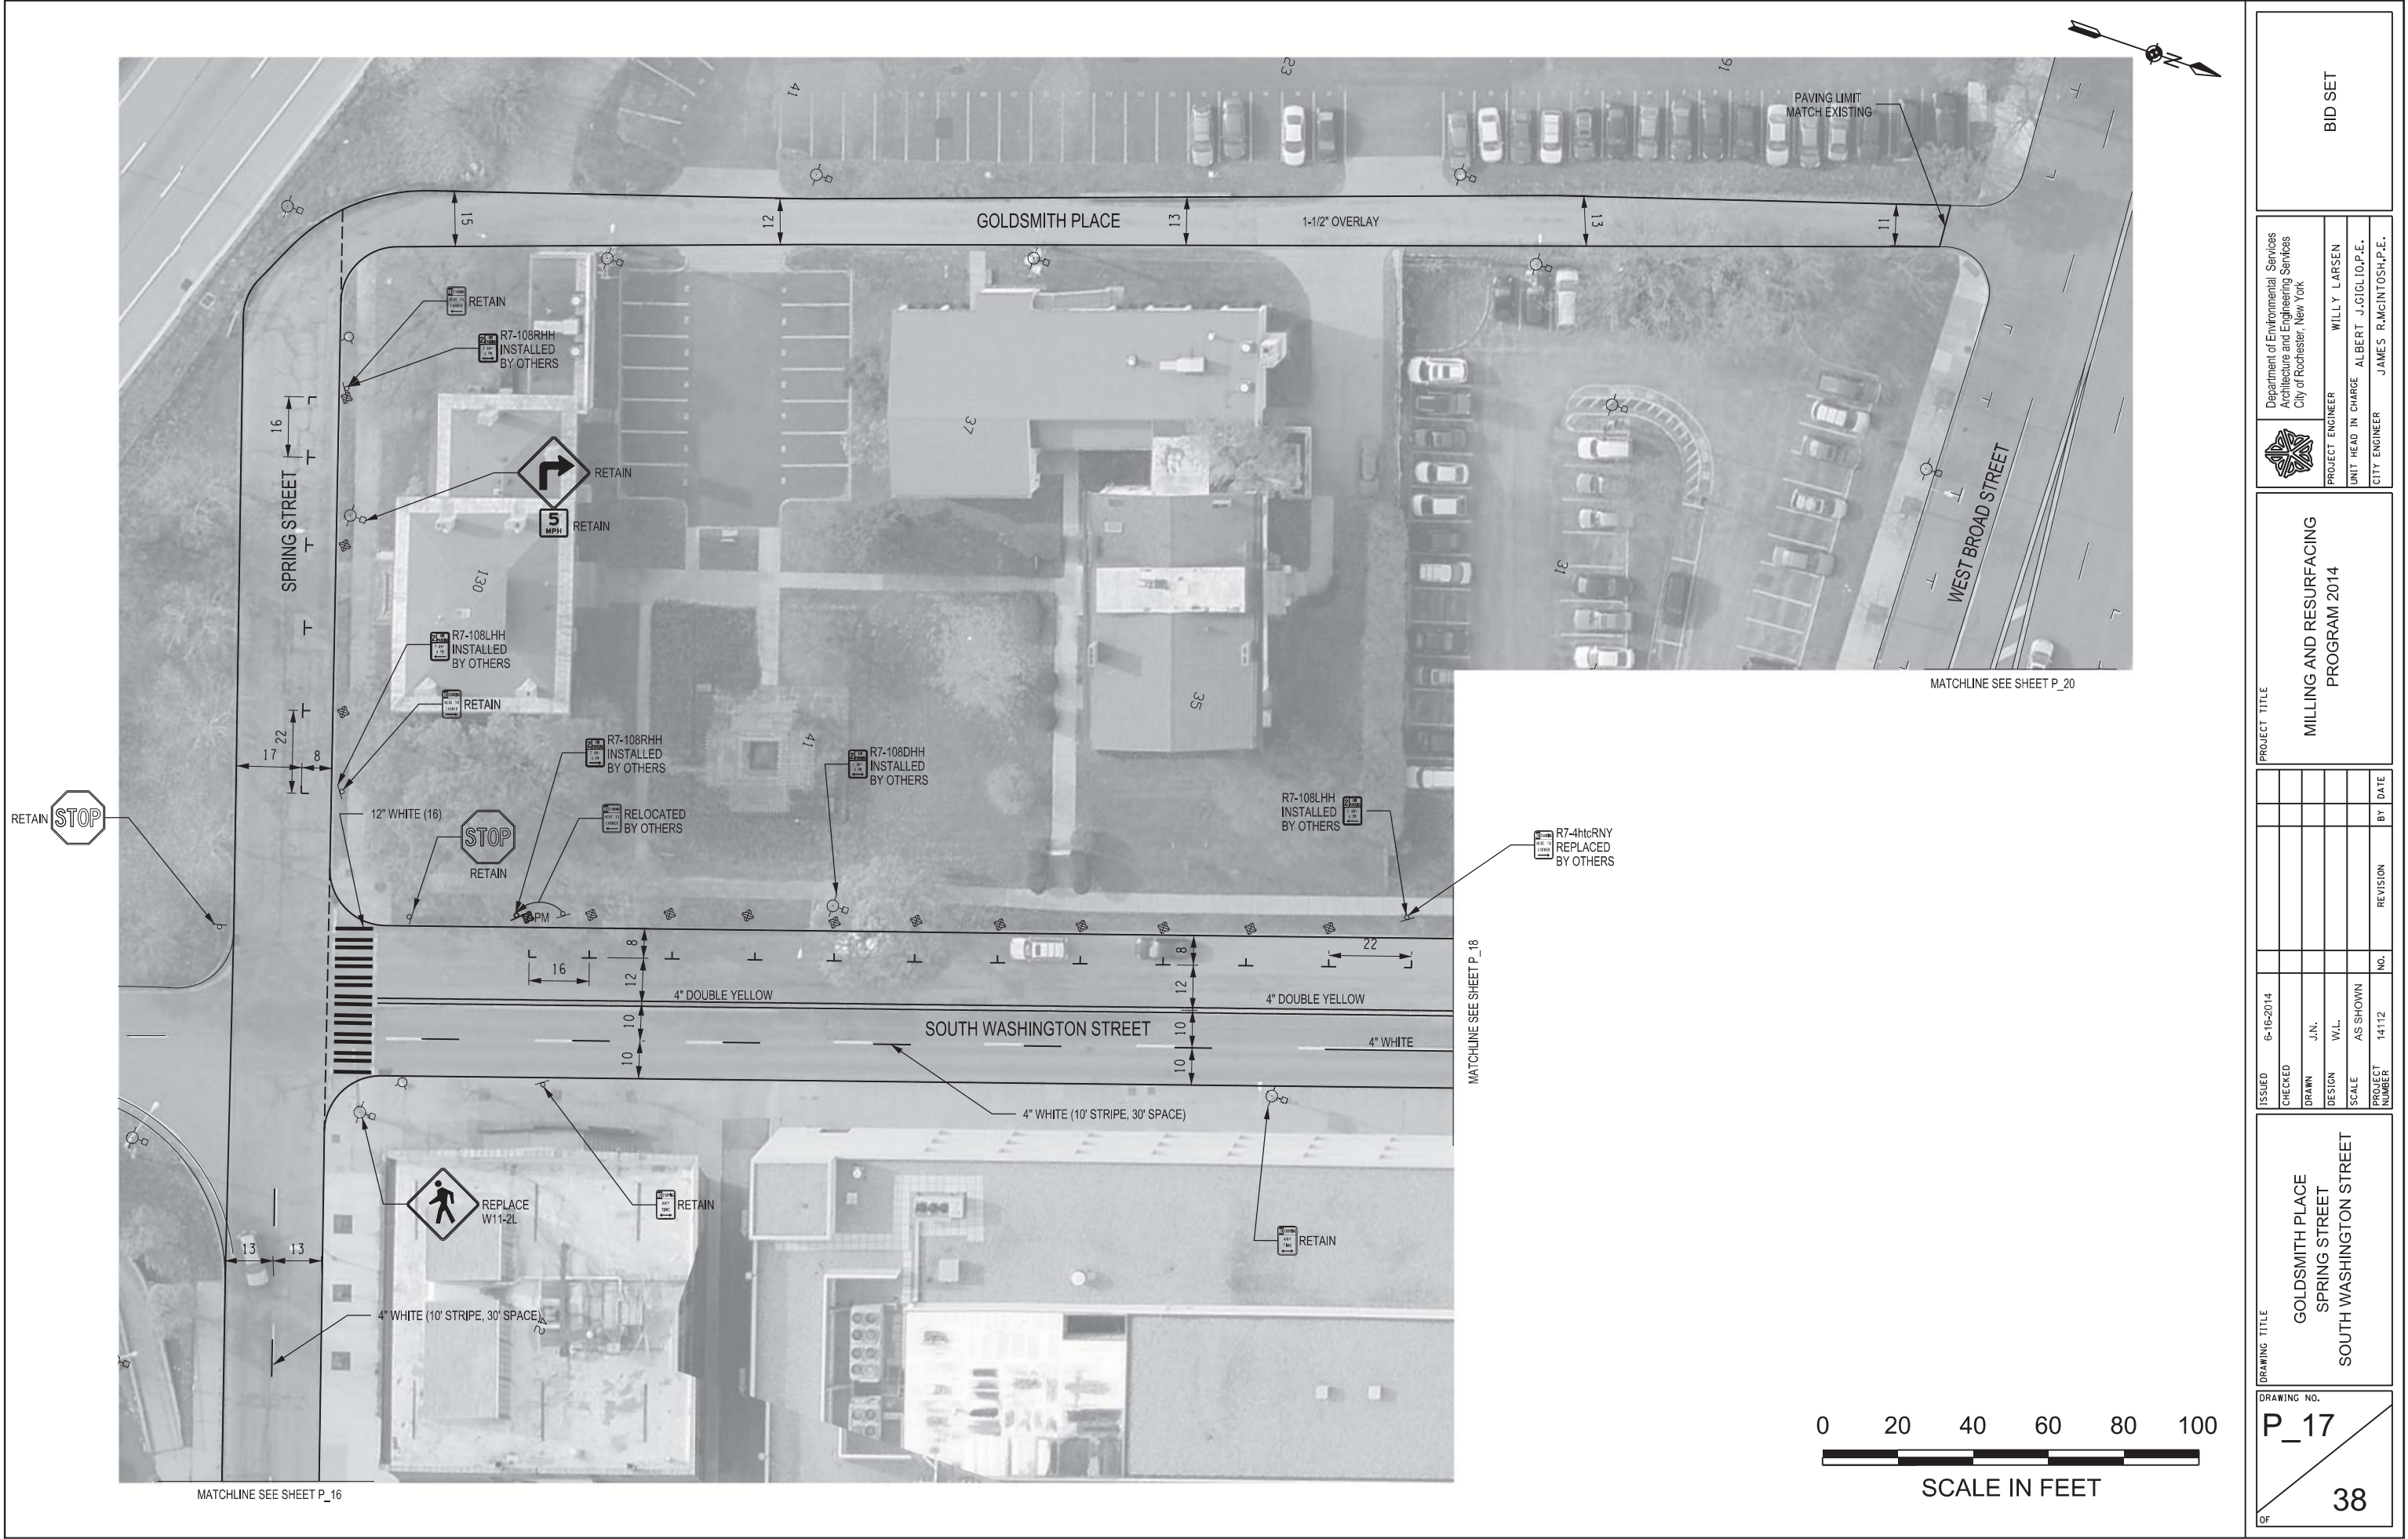 N
41
23
91
PAVING LIMIT
MATCH EXISTING
15
12
GOLDSMITH PLACE
13
1-1/2" OVERLAY
13
11
RETAIN
R7-108RHH
INSTALLED
BY OTHERS
16
SPRING STREET
RETAIN
5
MPH
RETAIN
130
37
35
31
41
WEST BROAD STREET
R7-108LHH
INSTALLED
BY OTHERS
RETAIN
22
17
8
RETAIN
STOP
12" WHITE (16)
STOP
RETAIN
R7-108RHH
INSTALLED
BY OTHERS
RELOCATED
BY OTHERS
PM
R7-108DHH
INSTALLED
BY OTHERS
R7-108LHH
INSTALLED
BY OTHERS
R7-4htcRNY
REPLACED
BY OTHERS
MATCHLINE SEE SHEET P_20
MATCHLINE SEE SHEET P_18
8
16
12
4" DOUBLE YELLOW
10
10
SOUTH WASHINGTON STREET
8
12
10
10
22
4" DOUBLE YELLOW
4" WHITE
4" WHITE (10' STRIPE, 30' SPACE)
REPLACE
W11-2L
RETAIN
RETAIN
13
13
4" WHITE (10' STRIPE, 30' SPACE)
42
MATCHLINE SEE SHEET P_16
0 20 40 60 80 100
SCALE IN FEET
BID SET
Department of Environmental Services
Architecture and Engineering Services
City of Rochester, New York
PROJECT ENGINEER WILLY LARSEN
UNIT HEAD IN CHARGE ALBERT J.GIGLIO,P.E.
CITY ENGINEER JAMES R.McINTOSH,P.E.
PROJECT TITLE
MILLING AND RESURFACING
PROGRAM 2014
NO. REVISION BY DATE
ISSUED 6-16-2014
CHECKED
DRAWN J.N.
DESIGN W.L.
SCALE AS SHOWN
PROJECT NUMBER 14112
DRAWING TITLE
GOLDSMITH PLACE
SPRING STREET
SOUTH WASHINGTON STREET
DRAWING NO.
P_17
OF 38